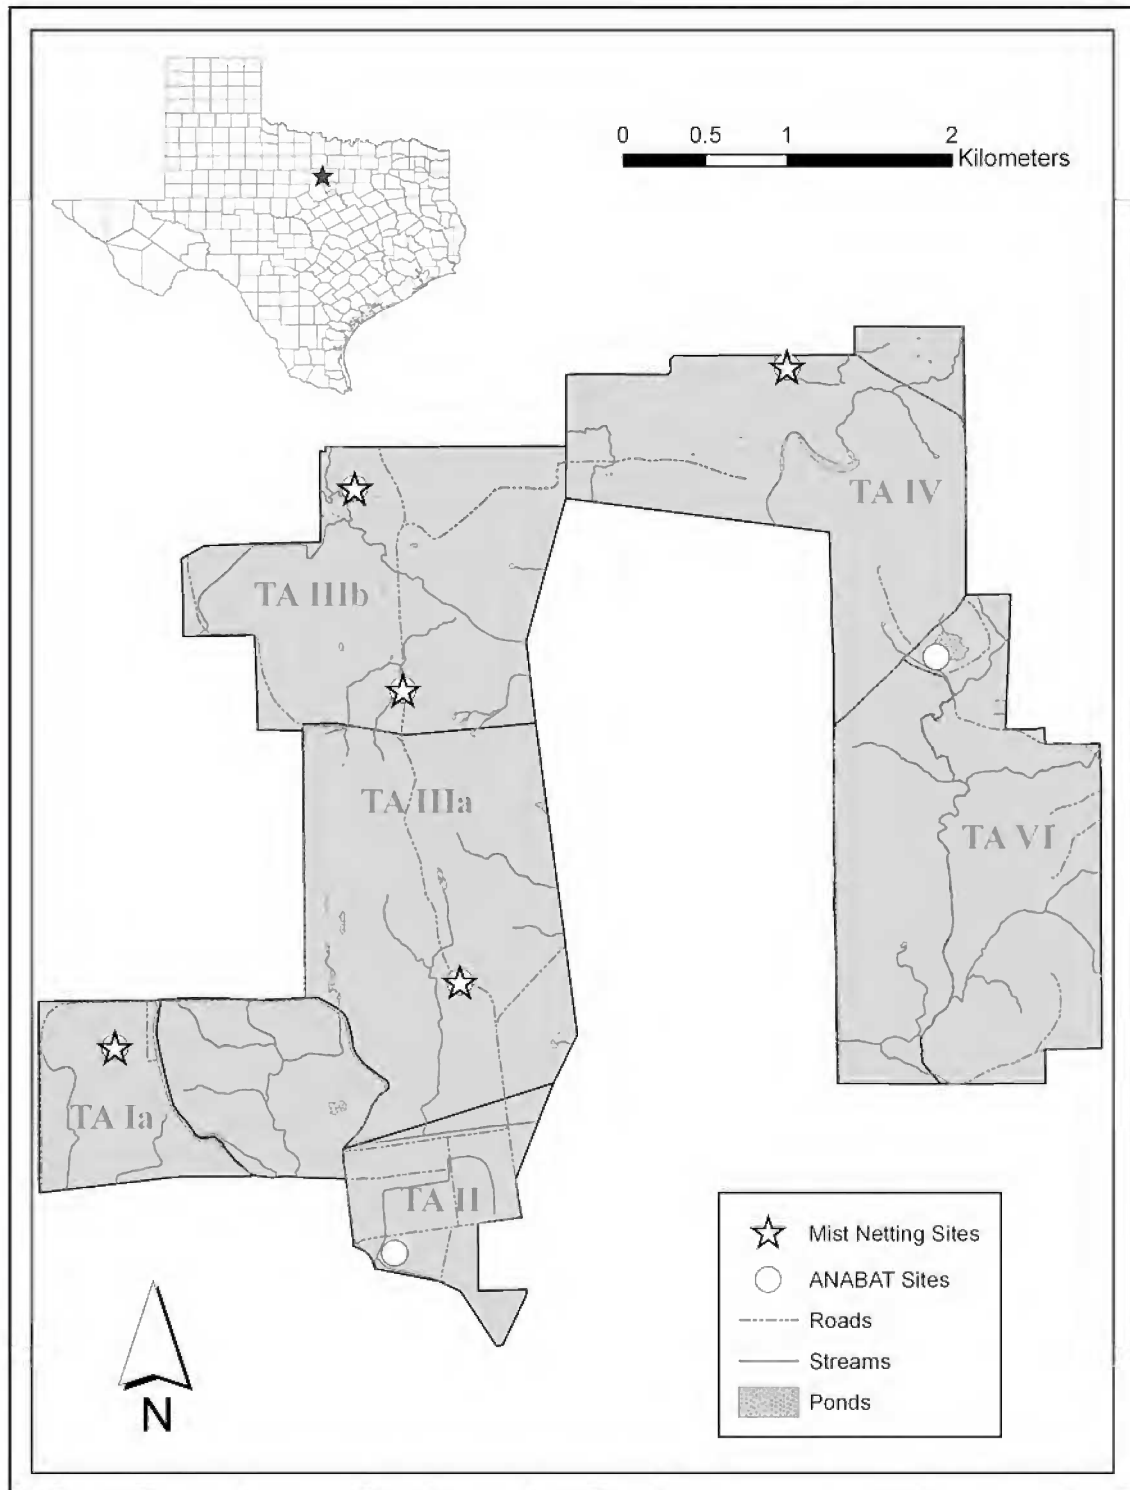 0 0.5 1 2
Kilometers
TA IV
TA IIIb
TA IIIa
TA VI
TA Ia
TA II
Mist Netting Sites
ANABAT Sites
Roads
Streams
Ponds
N